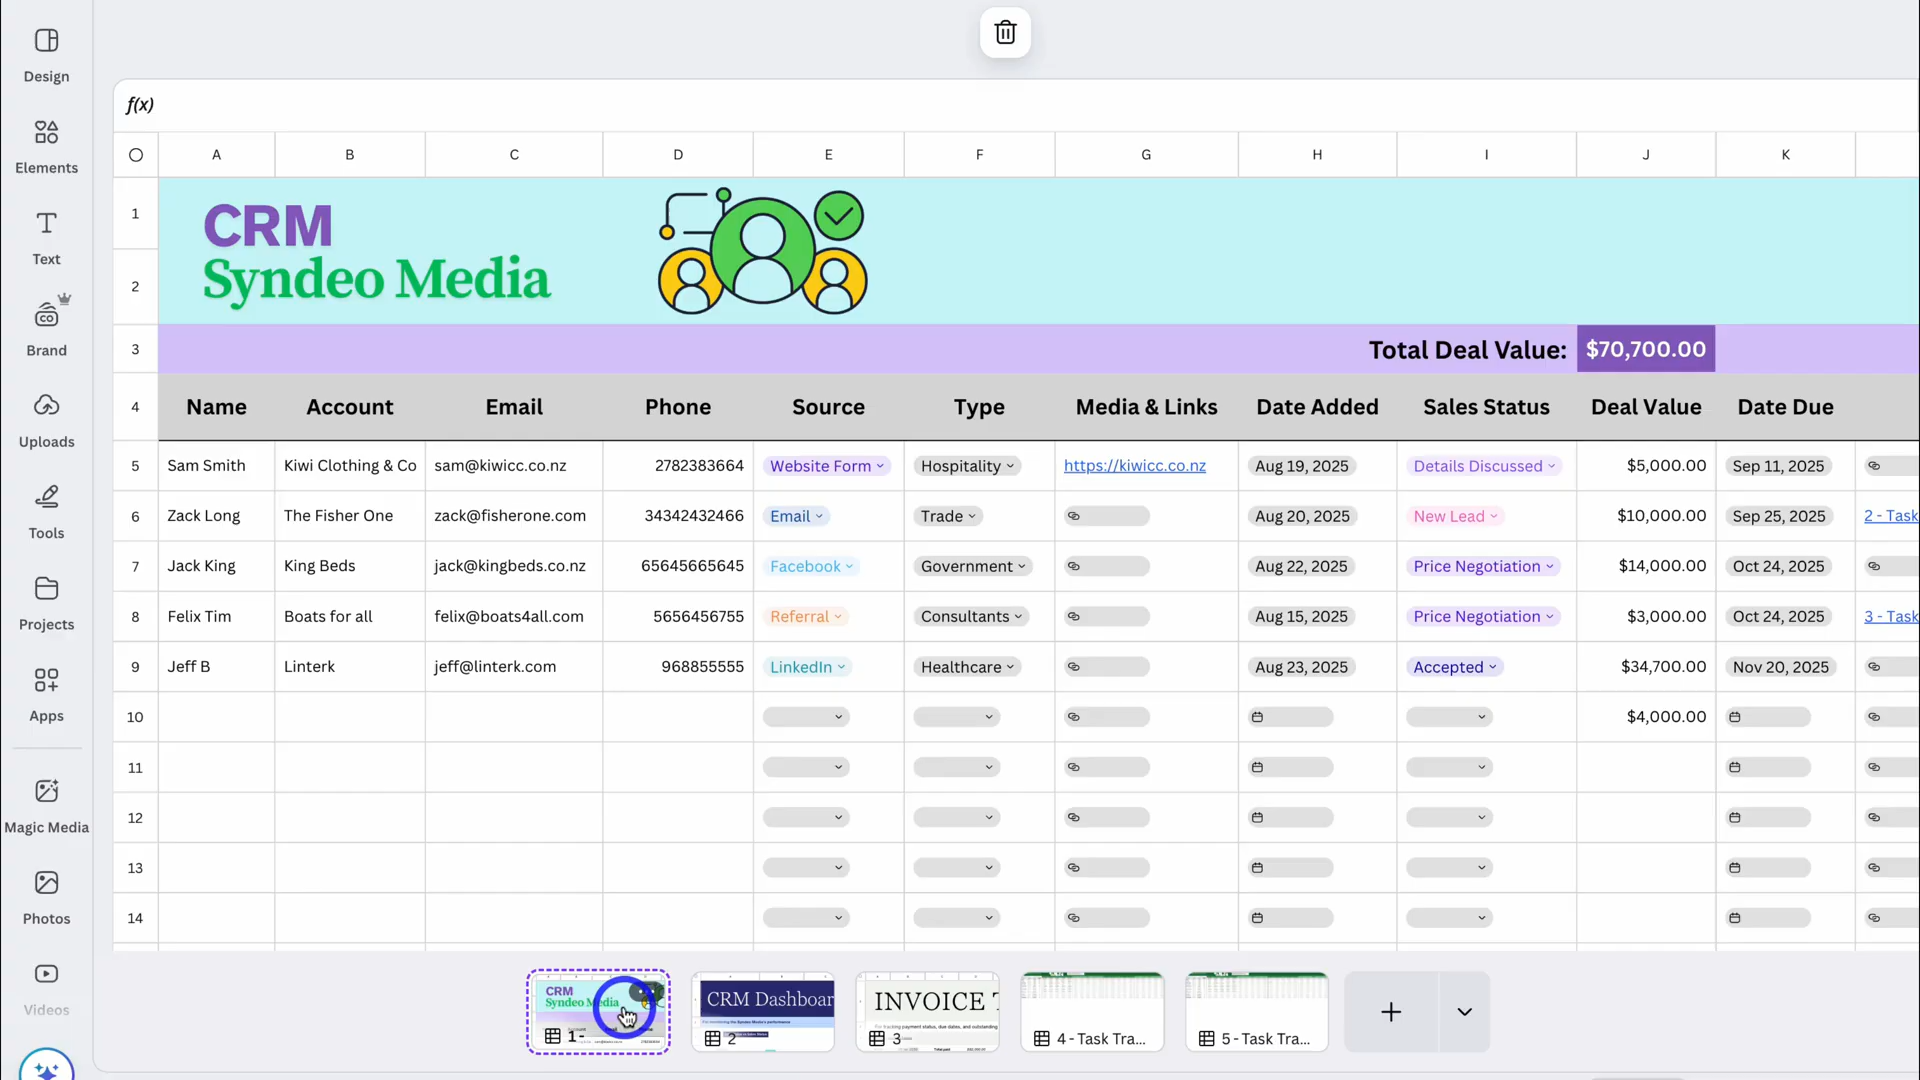 Design
Elements
Text
CO
Brand
Uploads
Tools
Projects
Apps
Magic Media
Photos
Videos
f(x)
A B C D E F G H I J K
1
CRM
2
Syndeo Media
3 Total Deal Value: $70,700.00
4 Name Account Email Phone Source Type Media & Links Date Added Sales Status Deal Value Date Due
5 Sam Smith Kiwi Clothing & Co sam@kiwicc.co.nz 2782383664 Website Form Hospitality https://kiwicc.co.nz Aug 19, 2025 Details Discussed $5,000.00 Sep 11, 2025
6 Zack Long The Fisher One zack@fisherone.com 34342432466 Email Trade Aug 20, 2025 New Lead $10,000.00 Sep 25, 2025 2 - Task
7 Jack King King Beds jack@kingbeds.co.nz 65645665645 Facebook Government Aug 22, 2025 Price Negotiation $14,000.00 Oct 24, 2025
8 Felix Tim Boats for all felix@boats4all.com 5656456755 Referral Consultants Aug 15, 2025 Price Negotiation $3,000.00 Oct 24, 2025 3 - Task
9 Jeff B Linterk jeff@linterk.com 968855555 LinkedIn Healthcare Aug 23, 2025 Accepted $34,700.00 Nov 20, 2025
10 $4,000.00
11
12
13
14
CRM
Syndeo Media
1 -
CRM Dashboar
2
INVOICE
3
4 - Task Tra...
5 - Task Tra...